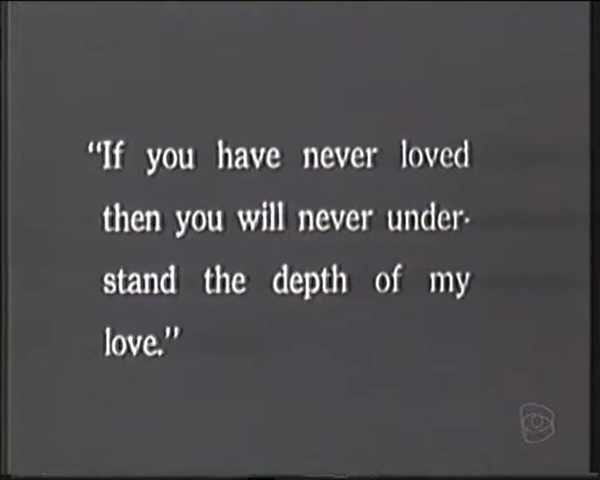 “If you have never loved
then you will never under-
stand the depth of my
love.”